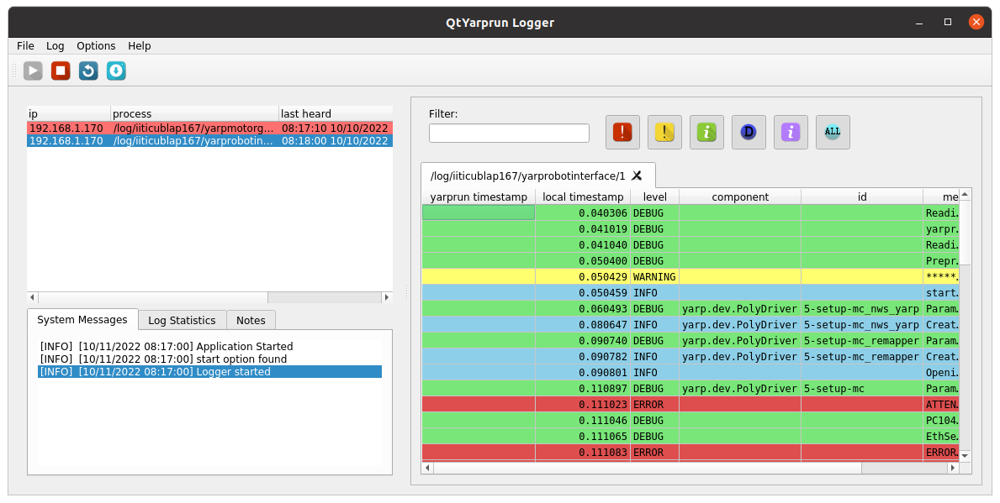 QtYarprun Logger
File Log Options Help
ip process last heard
192.168.1.170 /log/iiticublap167/yarpmotorg... 08:17:10 10/10/2022
192.168.1.170 /log/iiticublap167/yarprobotin... 08:18:00 10/10/2022
System Messages Log Statistics Notes
[INFO] [10/11/2022 08:17:00] Application Started
[INFO] [10/11/2022 08:17:00] start option found
[INFO] [10/11/2022 08:17:00] Logger started
Filter:
! ! i D i ALL
/log/iiticublap167/yarprobotinterface/1
yarprun timestamp local timestamp level component id me
0.040306 DEBUG Readi...
0.041019 DEBUG yarpr...
0.041040 DEBUG Readi...
0.050400 DEBUG Prepr...
0.050429 WARNING *****...
0.050459 INFO start...
0.060493 DEBUG yarp.dev.PolyDriver 5-setup-mc_nws_yarp Param...
0.080647 INFO yarp.dev.PolyDriver 5-setup-mc_nws_yarp Creat...
0.090740 DEBUG yarp.dev.PolyDriver 5-setup-mc_remapper Param...
0.090782 INFO yarp.dev.PolyDriver 5-setup-mc_remapper Creat...
0.090801 INFO Openi...
0.110897 DEBUG yarp.dev.PolyDriver 5-setup-mc Param...
0.111023 ERROR ATTEN...
0.111046 DEBUG PC104...
0.111065 DEBUG EthSe...
0.111083 ERROR ERROR...